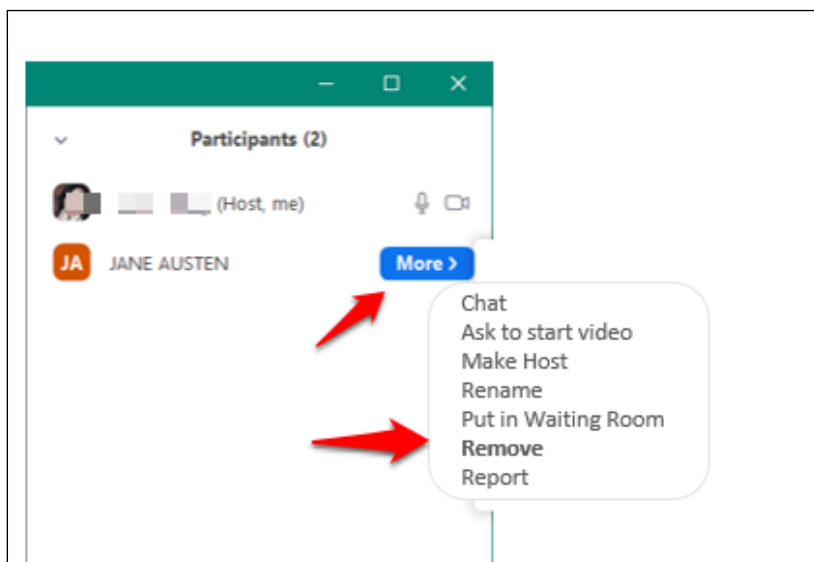 Participants (2)
(Host, me)
JA JANE AUSTEN More >
Chat
Ask to start video
Make Host
Rename
Put in Waiting Room
Remove
Report